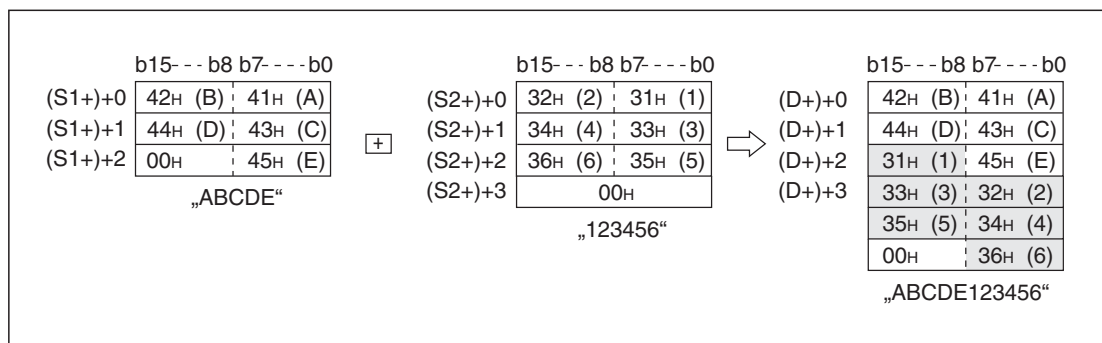 b15--- b8 b7----b0 b15--- b8 b7----b0 b15--- b8 b7----b0
(S1+)+0 42H (B) 41H (A) (S2+)+0 32H (2) 31H (1) (D+)+0 42H (B) 41H (A)
(S1+)+1 44H (D) 43H (C) + (S2+)+1 34H (4) 33H (3) (D+)+1 44H (D) 43H (C)
(S1+)+2 00H 45H (E) (S2+)+2 36H (6) 35H (5) (D+)+2 31H (1) 45H (E)
„ABCDE“ (S2+)+3 00H (D+)+3 33H (3) 32H (2)
„123456“ 35H (5) 34H (4)
00H 36H (6)
„ABCDE123456“